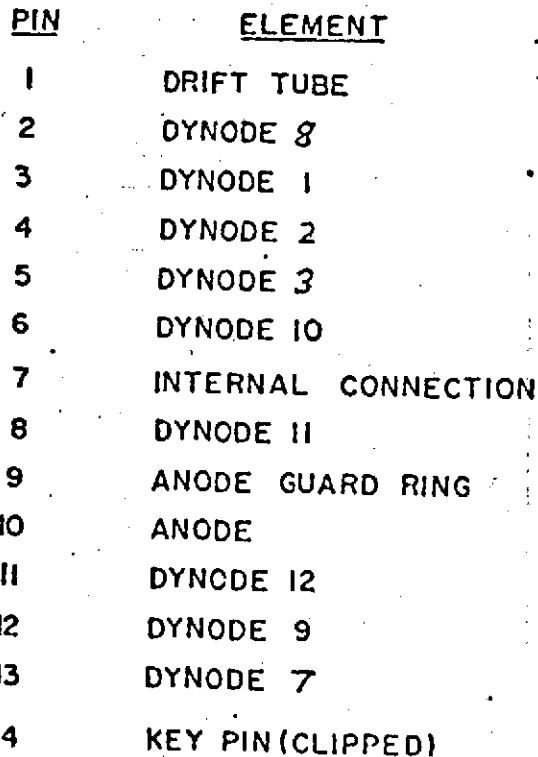 PIN ELEMENT
1 DRIFT TUBE
2 DYNODE 8
3 DYNODE 1
4 DYNODE 2
5 DYNODE 3
6 DYNODE 10
7 INTERNAL CONNECTION
8 DYNODE 11
9 ANODE GUARD RING
10 ANODE
11 DYNODE 12
12 DYNODE 9
13 DYNODE 7
4 KEY PIN (CLIPPED)